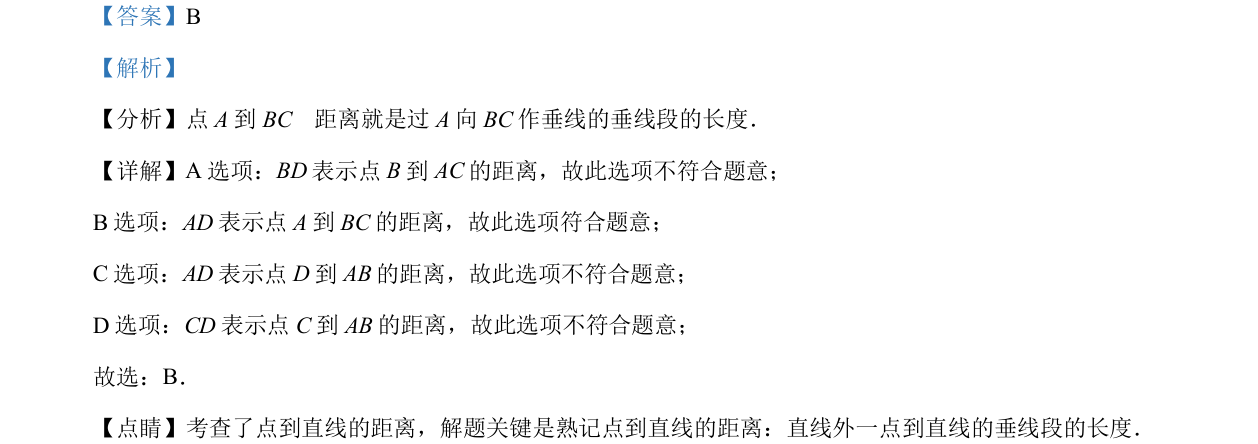 【答案】B
【解析】
【分析】点 A 到 BC 距离就是过 A 向 BC 作垂线的垂线段的长度．
【详解】A 选项：BD 表示点 B 到 AC 的距离，故此选项不符合题意；
B 选项：AD 表示点 A 到 BC 的距离，故此选项符合题意；
C 选项：AD 表示点 D 到 AB 的距离，故此选项不符合题意；
D 选项：CD 表示点 C 到 AB 的距离，故此选项不符合题意；
故选：B．
【点睛】考查了点到直线的距离，解题关键是熟记点到直线的距离：直线外一点到直线的垂线段的长度．